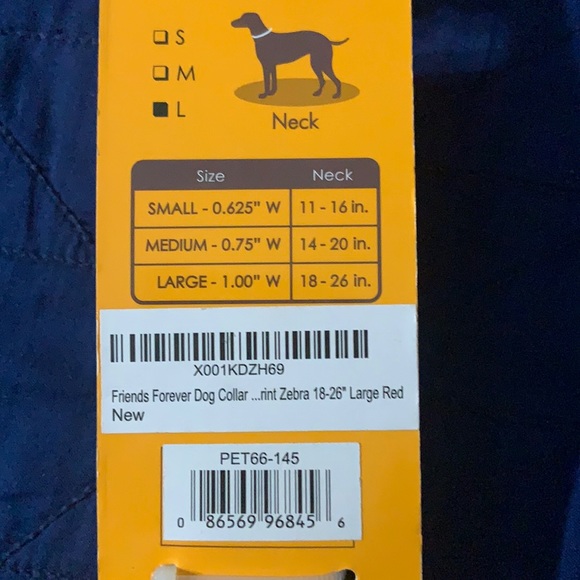 S
M
L
Neck
Size Neck
SMALL - 0.625" W 11 - 16 in.
MEDIUM - 0.75" W 14 - 20 in.
LARGE - 1.00" W 18 - 26 in.
X001KDZH69
Friends Forever Dog Collar ...rint Zebra 18-26" Large Red
New
PET66-145
0 86569 96845 6